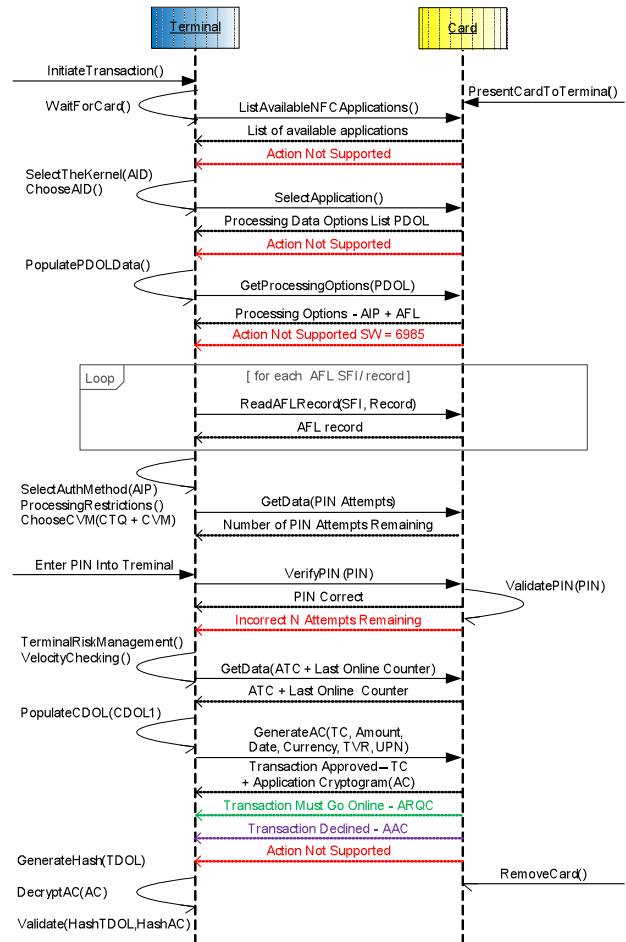 Terminal
Card
InitiateTransaction()
PresentCardToTerminal()
WaitForCard()
ListAvailableNFCApplications()
List of available applications
Action Not Supported
SelectTheKernel(AID)
ChooseAID()
SelectApplication()
Processing Data Options List PDOL
Action Not Supported
PopulatePDOLData()
GetProcessingOptions(PDOL)
Processing Options - AIP + AFL
Action Not Supported SW = 6985
Loop
[ for each AFL SFI/record ]
ReadAFLRecord(SFI, Record)
AFL record
SelectAuthMethod(AIP)
ProcessingRestrictions()
ChooseCVM(CTQ + CVM)
GetData(PIN Attempts)
Number of PIN Attempts Remaining
Enter PIN Into Treminal
VerifyPIN(PIN)
ValidatePIN(PIN)
PIN Correct
Incorrect N Attempts Remaining
TerminalRiskManagement()
VelocityChecking()
GetData(ATC + Last Online Counter)
ATC + Last Online Counter
PopulateCDOL(CDOL1)
GenerateAC(TC, Amount,
Date, Currency, TVR, UPN)
Transaction Approved – TC
+ Application Cryptogram(AC)
Transaction Must Go Online - ARQC
Transaction Declined - AAC
Action Not Supported
GenerateHash(TDOL)
RemoveCard()
DecryptAC(AC)
Validate(HashTDOL,HashAC)